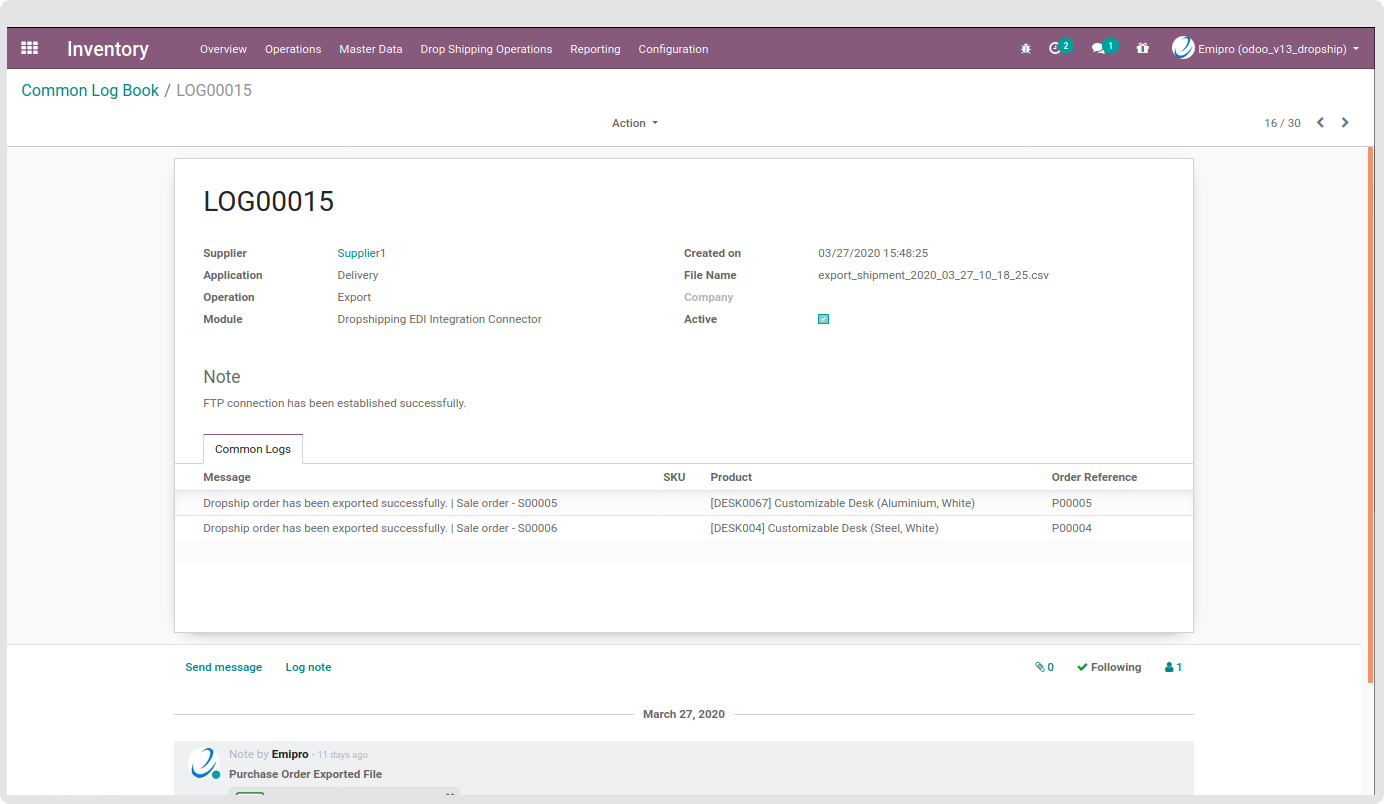 Inventory Overview Operations Master Data Drop Shipping Operations Reporting Configuration 2 1 Emipro (odoo_v13_dropship)
Common Log Book / LOG00015
Action 16 / 30
LOG00015
Supplier Supplier1 Created on 03/27/2020 15:48:25
Application Delivery File Name export_shipment_2020_03_27_10_18_25.csv
Operation Export Company
Module Dropshipping EDI Integration Connector Active
Note
FTP connection has been established successfully.
Common Logs
Message SKU Product Order Reference
Dropship order has been exported successfully. | Sale order - S00005 [DESK0067] Customizable Desk (Aluminium, White) P00005
Dropship order has been exported successfully. | Sale order - S00006 [DESK004] Customizable Desk (Steel, White) P00004
Send message Log note 0 Following 1
March 27, 2020
Note by Emipro - 11 days ago
Purchase Order Exported File